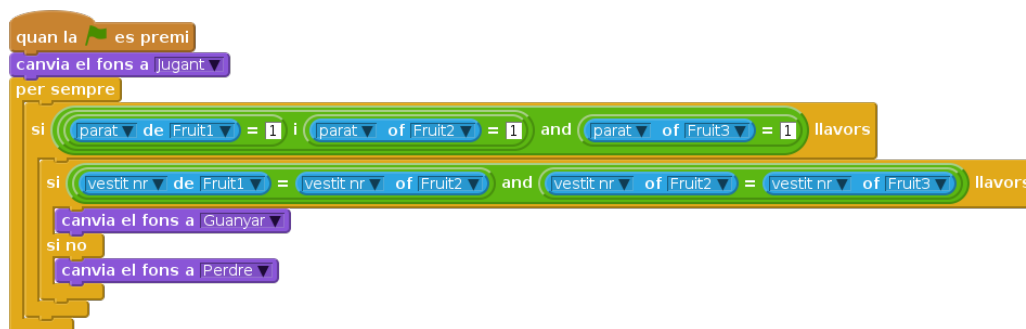 quan la es premi
canvia el fons a Jugant
per sempre
si parat de Fruit1 = 1 i parat of Fruit2 = 1 and parat of Fruit3 = 1 llavors
si vestit nr de Fruit1 = vestit nr of Fruit2 and vestit nr of Fruit2 = vestit nr of Fruit3 llavors
canvia el fons a Guanyar
si no
canvia el fons a Perdre